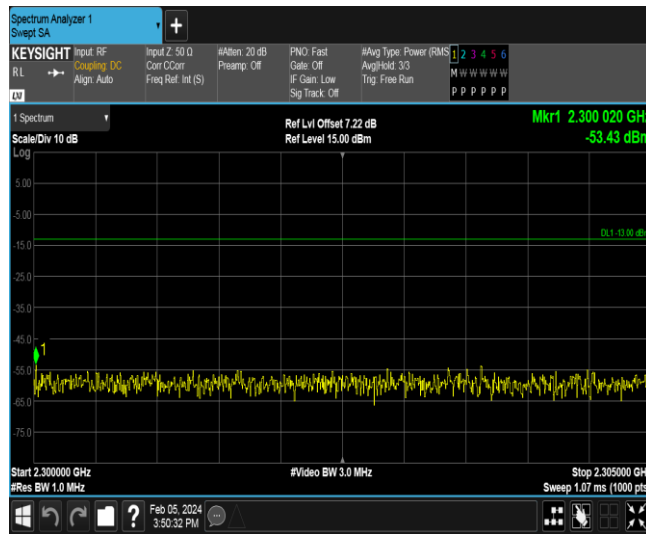 Spectrum Analyzer 1
Swept SA
KEYSIGHT
RL
LXI
Input: RF
Coupling: DC
Align: Auto
Input Z: 50 Ω
Corr CCorr
Freq Ref: Int (S)
#Atten: 20 dB
Preamp: Off
PNO: Fast
Gate: Off
IF Gain: Low
Sig Track: Off
#Avg Type: Power (RMS
Avg|Hold: 3/3
Trig: Free Run
1 2 3 4 5 6
M W W W W W
P P P P P P
1 Spectrum
Scale/Div 10 dB
Ref Lvl Offset 7.22 dB
Ref Level 15.00 dBm
Mkr1 2.300 020 GHz
-53.43 dBm
Log
5.00
-5.00
DL1 -13.00 dBm
-15.0
-25.0
-35.0
-45.0
1
-55.0
-65.0
-75.0
Start 2.300000 GHz
#Video BW 3.0 MHz
Stop 2.305000 GH
#Res BW 1.0 MHz
Sweep 1.07 ms (1000 pts
?
Feb 05, 2024
3:50:32 PM